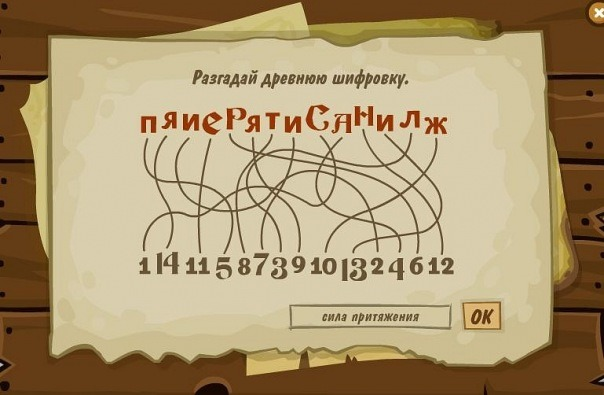 Разгадай древнюю шифровку.
ПЯИЕРЯТИСАНИЛЖ
1 14 11 5 8 7 3 9 10 13 2 4 6 12
сила притяжения OK